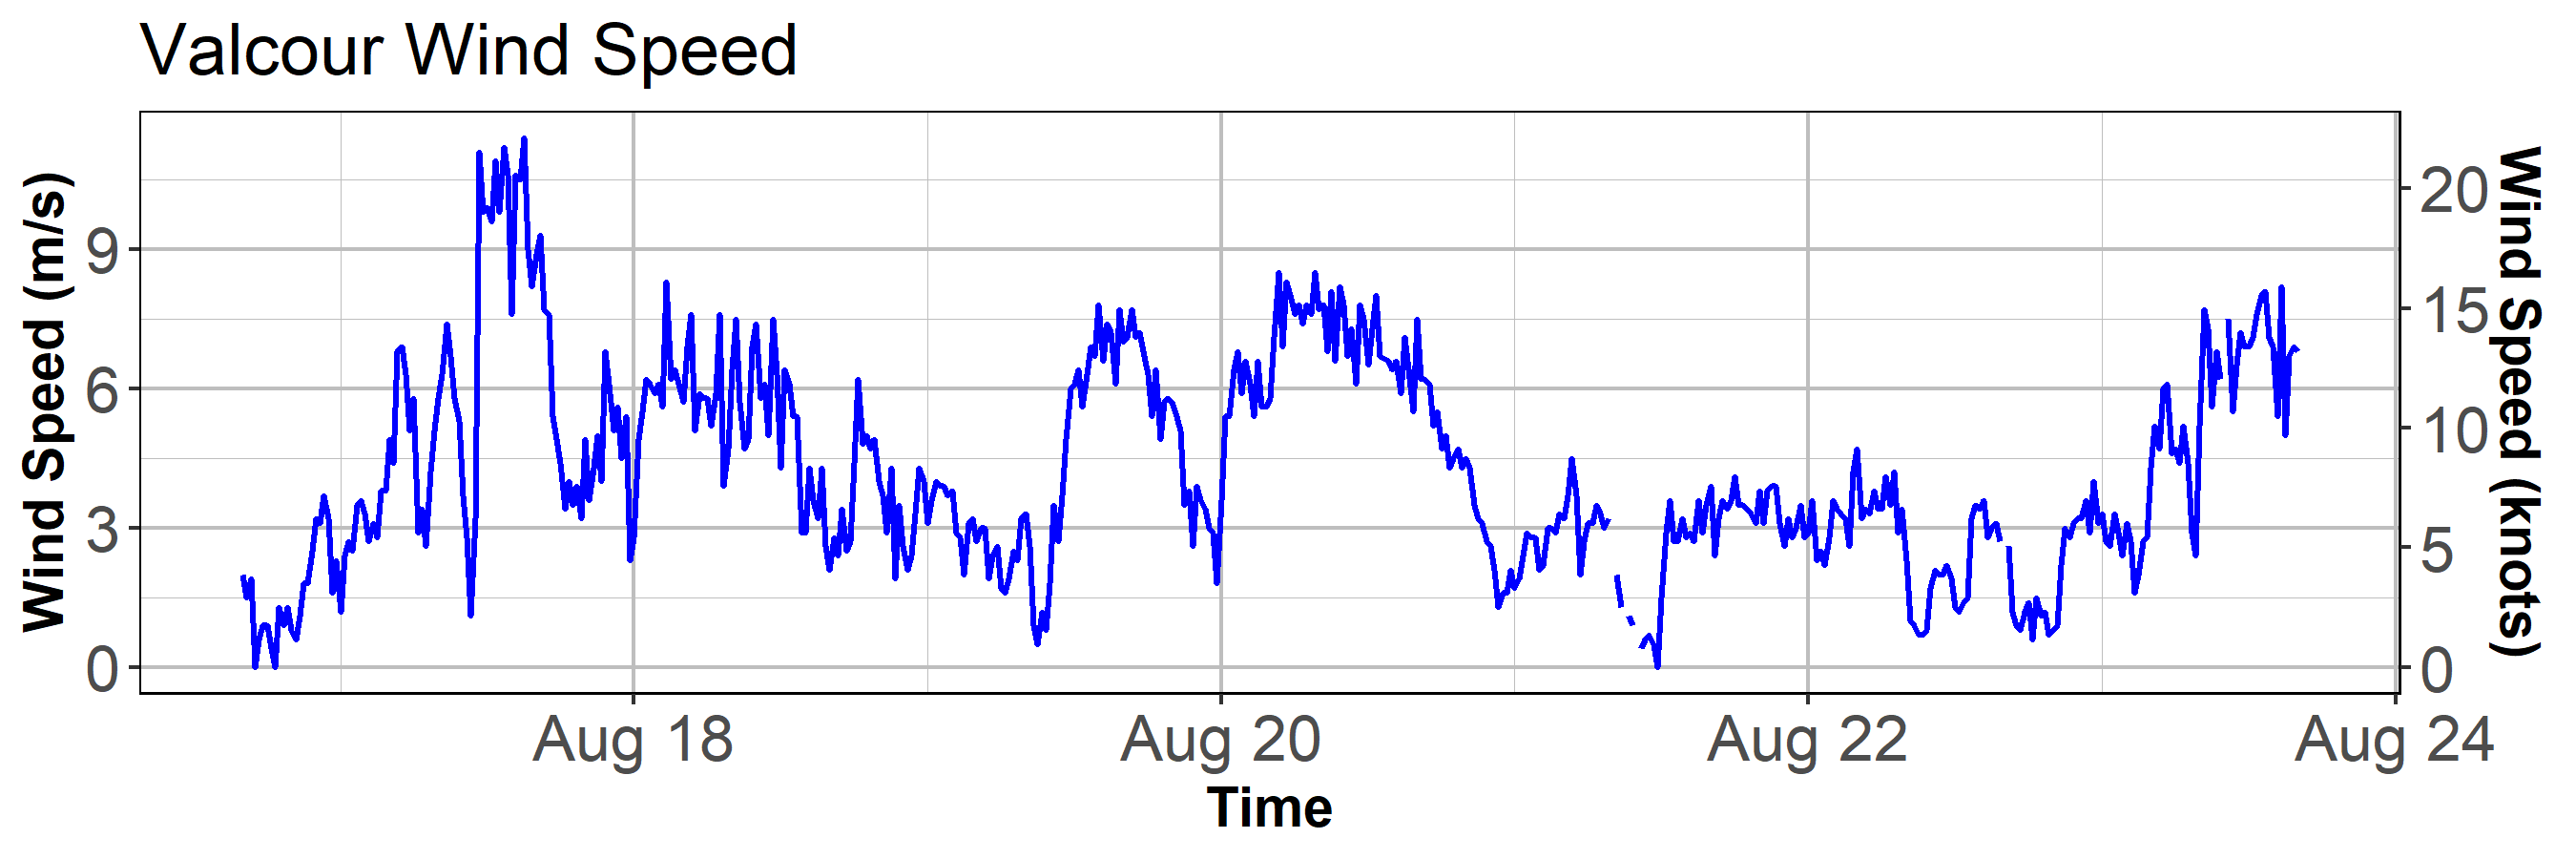 Valcour Wind Speed
Wind Speed (m/s)
9
6
3
0
20
15
10
5
0
Wind Speed (knots)
Aug 18
Aug 20
Aug 22
Aug 24
Time